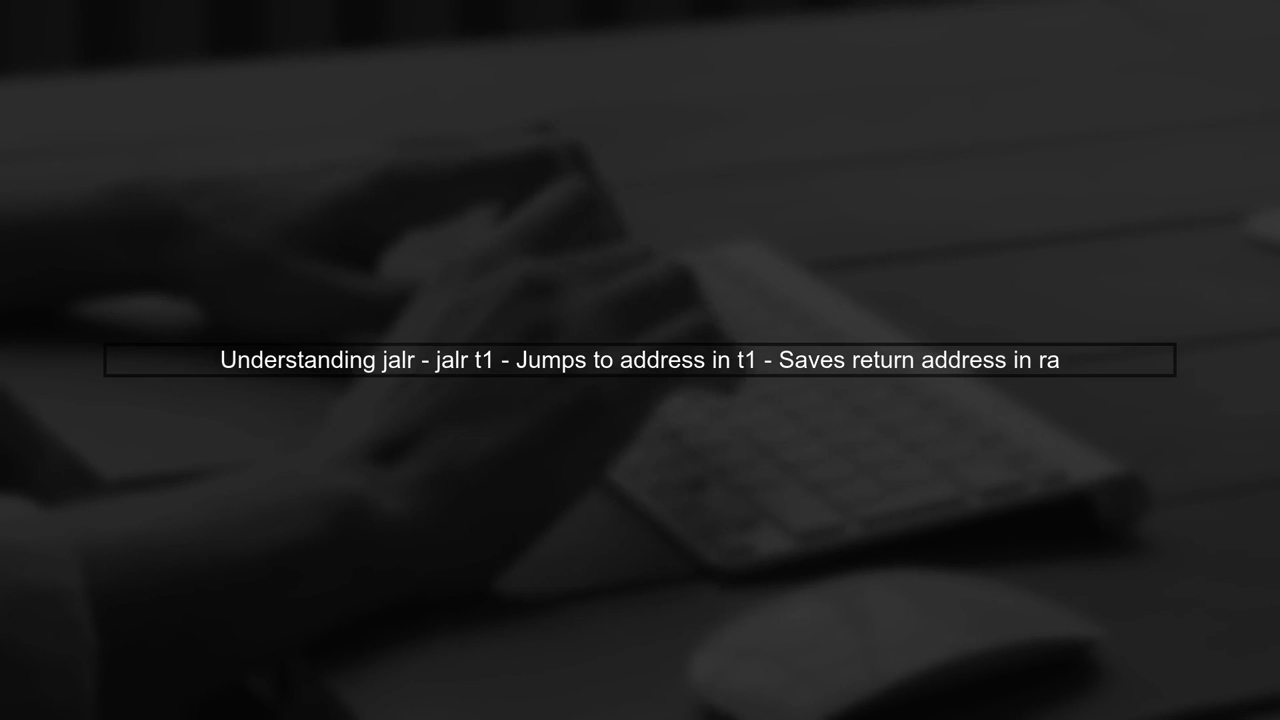 Understanding jalr - jalr t1 - Jumps to address in t1 - Saves return address in ra